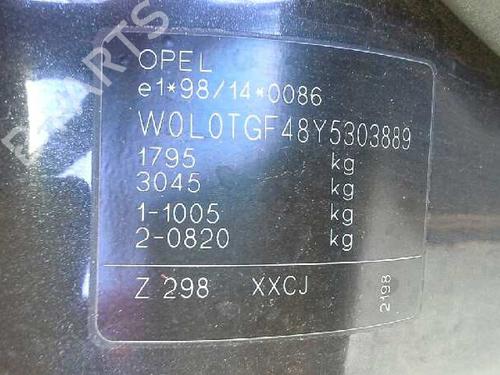 OPEL
e1*98/14*0086
W0L0TGF48Y5303889
1795 kg
3045 kg
1-1005 kg
2-0820 kg
Z 298 XXCJ 2198
PARTS